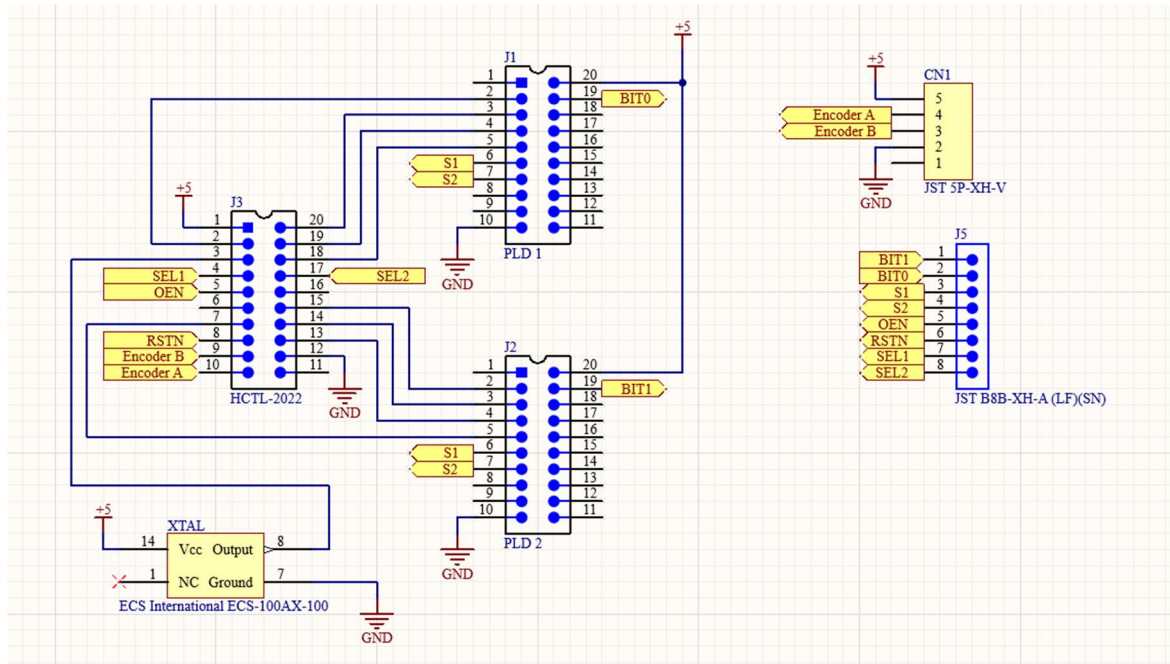 +5
J1
1 20
2 19 BIT0
3 18
4 17
5 16
S1 6 15
S2 7 14
8 13
9 12
10 11
PLD 1
GND
+5
J3
1 20
2 19
3 18
SEL1 4 17 SEL2
OEN 5 16
6 15
7 14
RSTN 8 13
Encoder B 9 12
Encoder A 10 11
HCTL-2022
GND
J2
1 20
2 19 BIT1
3 18
4 17
5 16
S1 6 15
S2 7 14
8 13
9 12
10 11
PLD 2
GND
+5
XTAL
14 Vcc Output 8
1 NC Ground 7
ECS International ECS-100AX-100
GND
+5
CN1
5
Encoder A 4
Encoder B 3
2
1
JST 5P-XH-V
GND
J5
BIT1 1
BIT0 2
S1 3
S2 4
OEN 5
RSTN 6
SEL1 7
SEL2 8
JST B8B-XH-A (LF)(SN)